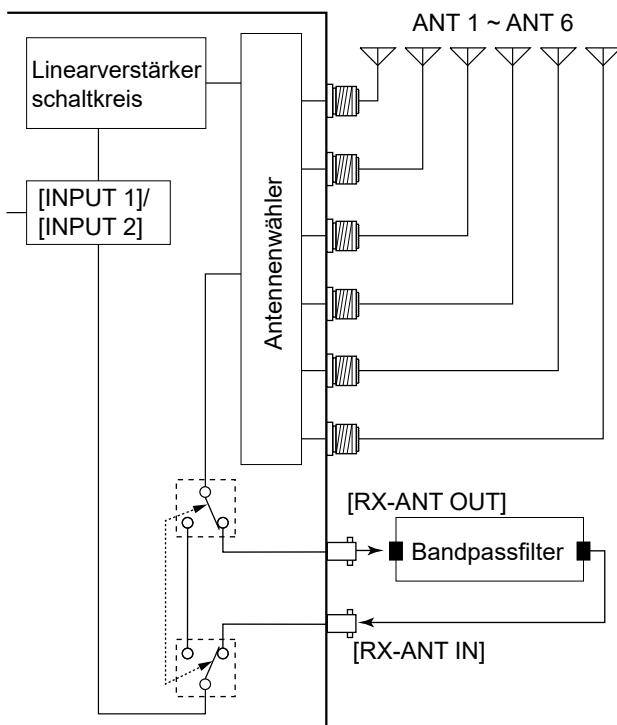 ANT 1 ~ ANT 6
Linearverstärker
schaltkreis
[INPUT 1]/
[INPUT 2]
Antennenwähler
[RX-ANT OUT]
Bandpassfilter
[RX-ANT IN]